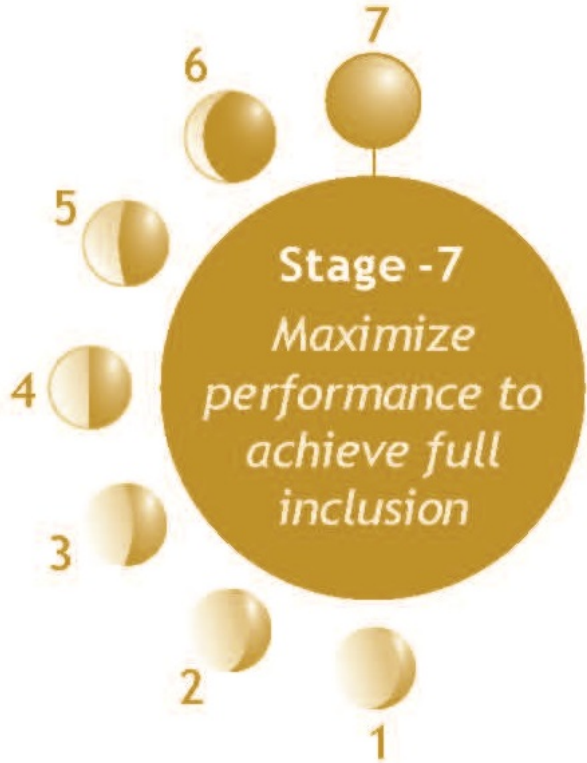 7
6
5
4
3
2
1
Stage -7
Maximize
performance to
achieve full
inclusion